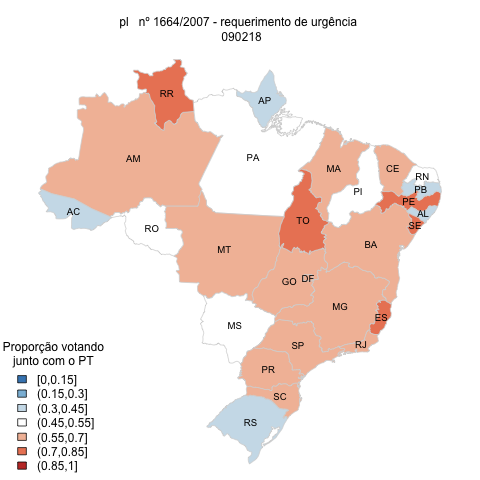 pl nº 1664/2007 - requerimento de urgência
090218
RR
AP
AM
PA
MA
CE
RN
PB
PI
PE
AL
SE
AC
RO
TO
BA
MT
GO
DF
MG
ES
MS
SP
RJ
PR
SC
RS
Proporção votando
junto com o PT
[0,0.15]
(0.15,0.3]
(0.3,0.45]
(0.45,0.55]
(0.55,0.7]
(0.7,0.85]
(0.85,1]